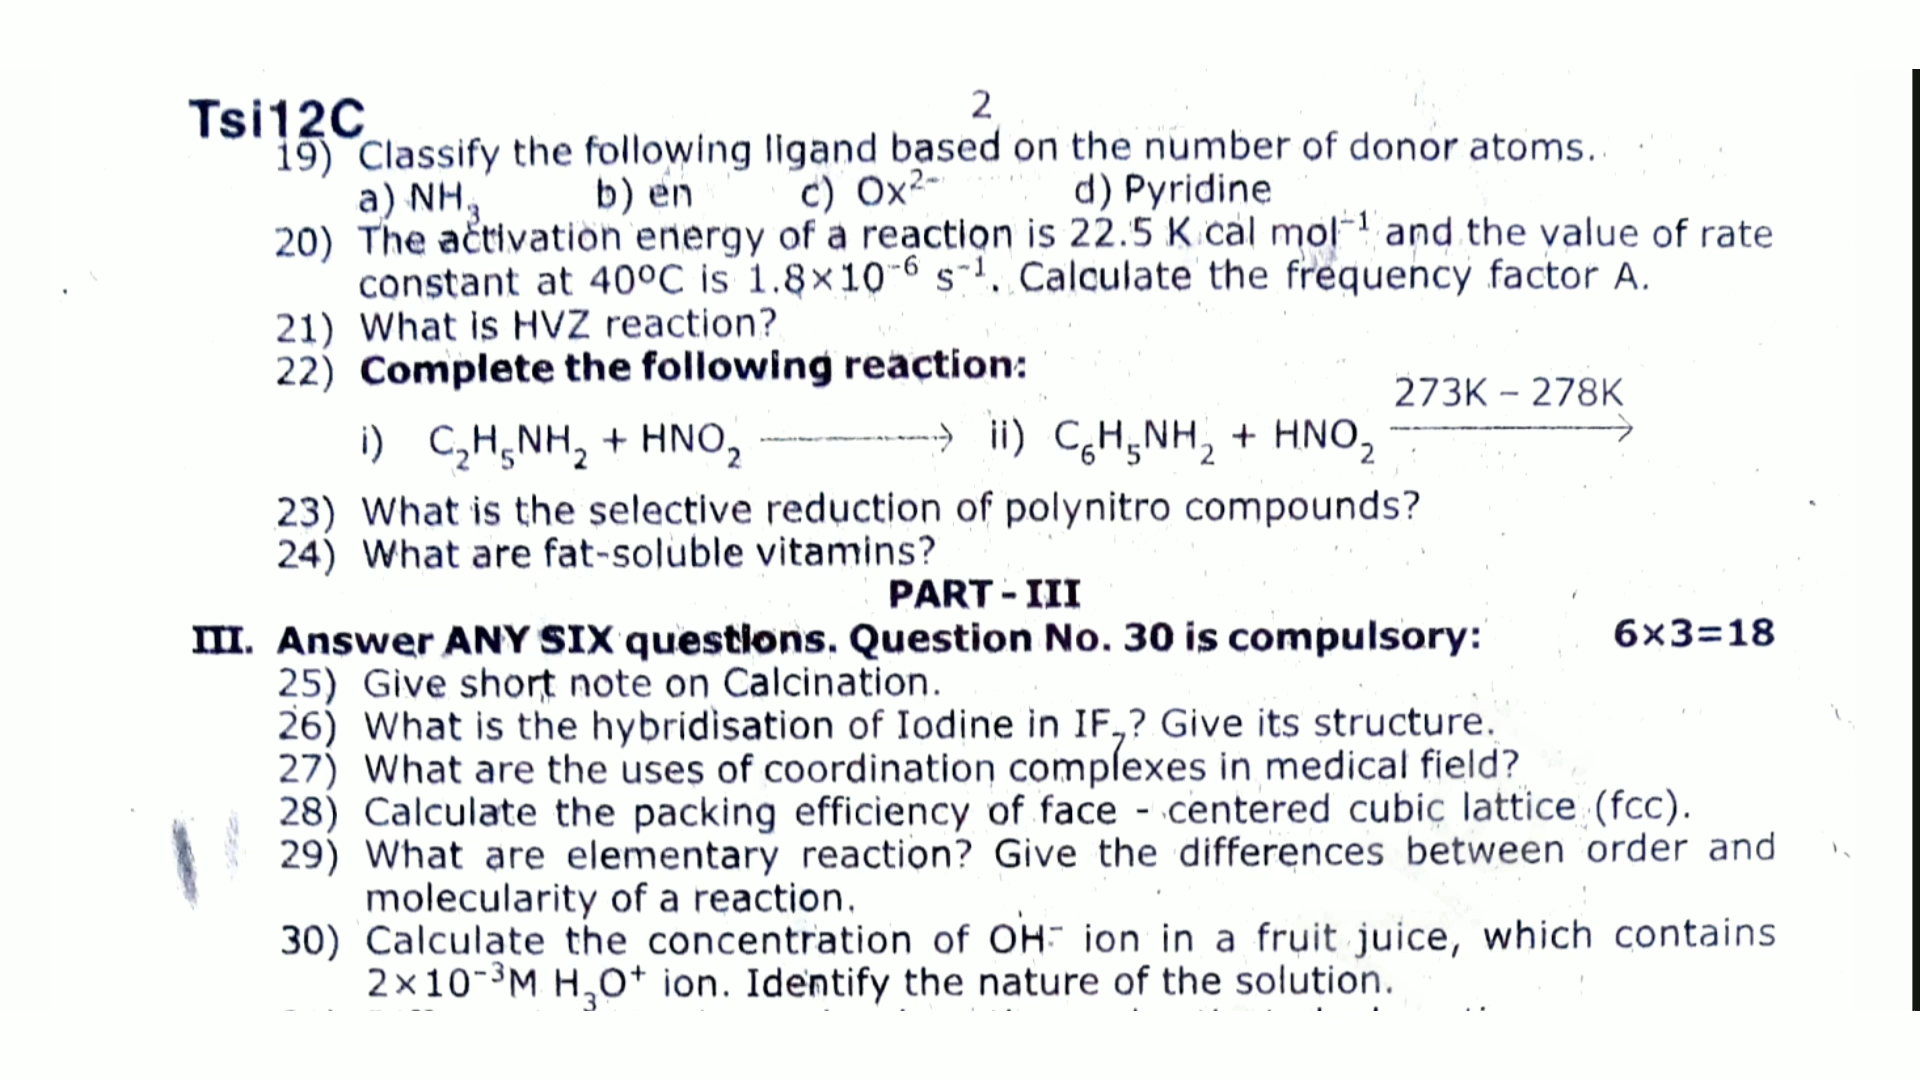 Tsi12C
2
19) Classify the following ligand based on the number of donor atoms.
a) NH₃ b) en c) Ox²⁻ d) Pyridine
20) The activation energy of a reaction is 22.5 K cal mol⁻¹ and the value of rate
constant at 40ºC is 1.8×10⁻⁶ s⁻¹. Calculate the frequency factor A.
21) What is HVZ reaction?
22) Complete the following reaction:
273K – 278K
i) C₂H₅NH₂ + HNO₂ ⟶ ii) C₆H₅NH₂ + HNO₂ ⟶
23) What is the selective reduction of polynitro compounds?
24) What are fat-soluble vitamins?
PART - III
III. Answer ANY SIX questions. Question No. 30 is compulsory: 6×3=18
25) Give short note on Calcination.
26) What is the hybridisation of Iodine in IF₇? Give its structure.
27) What are the uses of coordination complexes in medical field?
28) Calculate the packing efficiency of face - centered cubic lattice (fcc).
29) What are elementary reaction? Give the differences between order and
molecularity of a reaction.
30) Calculate the concentration of OH⁻ ion in a fruit juice, which contains
2×10⁻³M H₃O⁺ ion. Identify the nature of the solution.